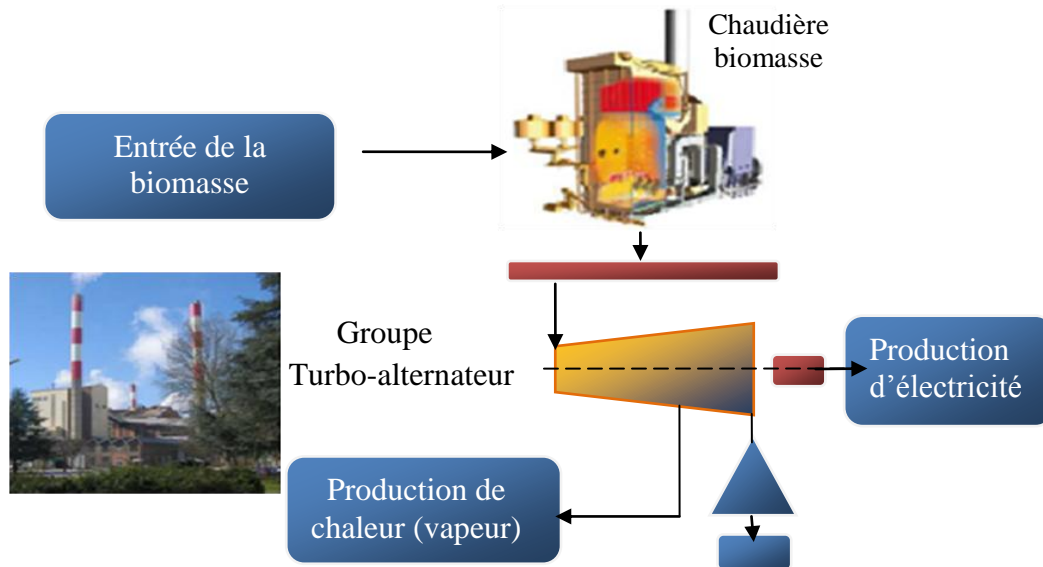 Chaudière
biomasse
Entrée de la
biomasse
Groupe
Turbo-alternateur
Production
d’électricité
Production de
chaleur (vapeur)